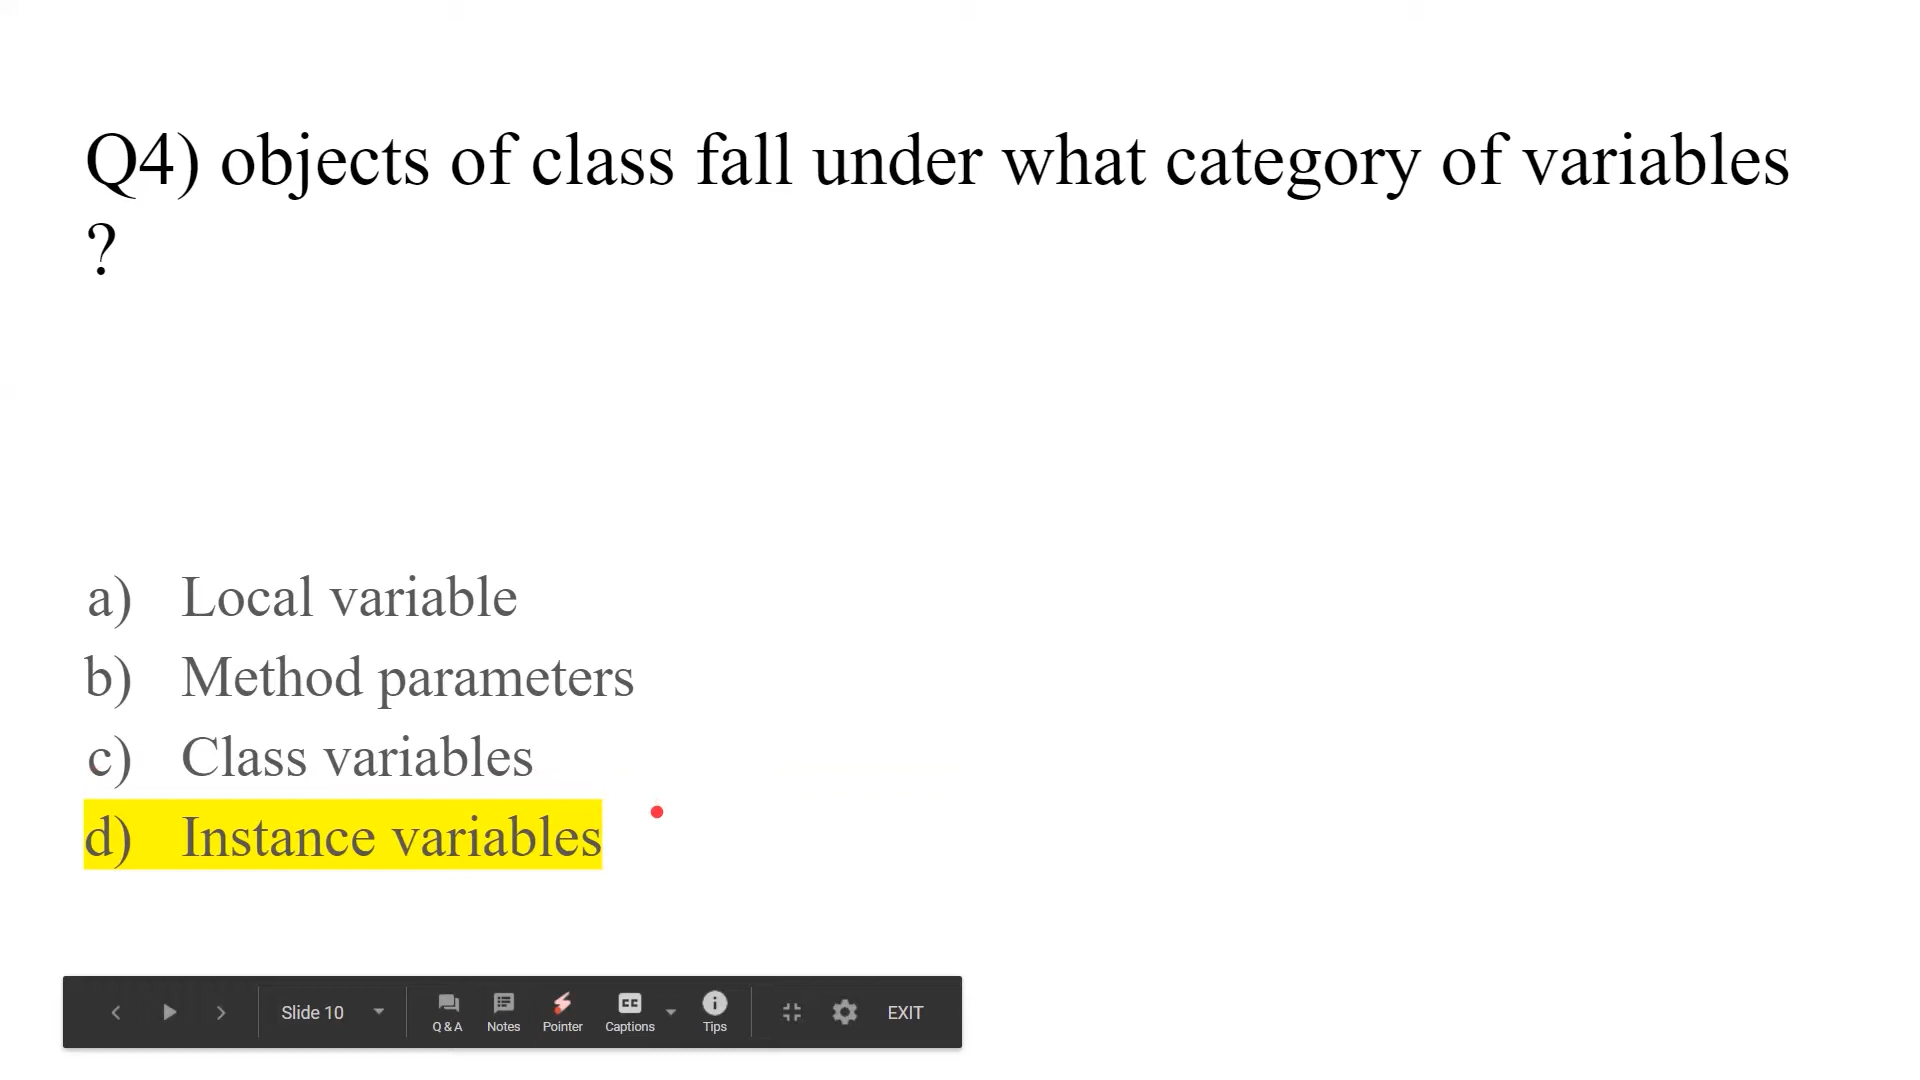 Q4) objects of class fall under what category of variables
?
a) Local variable
b) Method parameters
c) Class variables
d) Instance variables
Slide 10
Q & A
Notes
Pointer
CC
Captions
Tips
EXIT